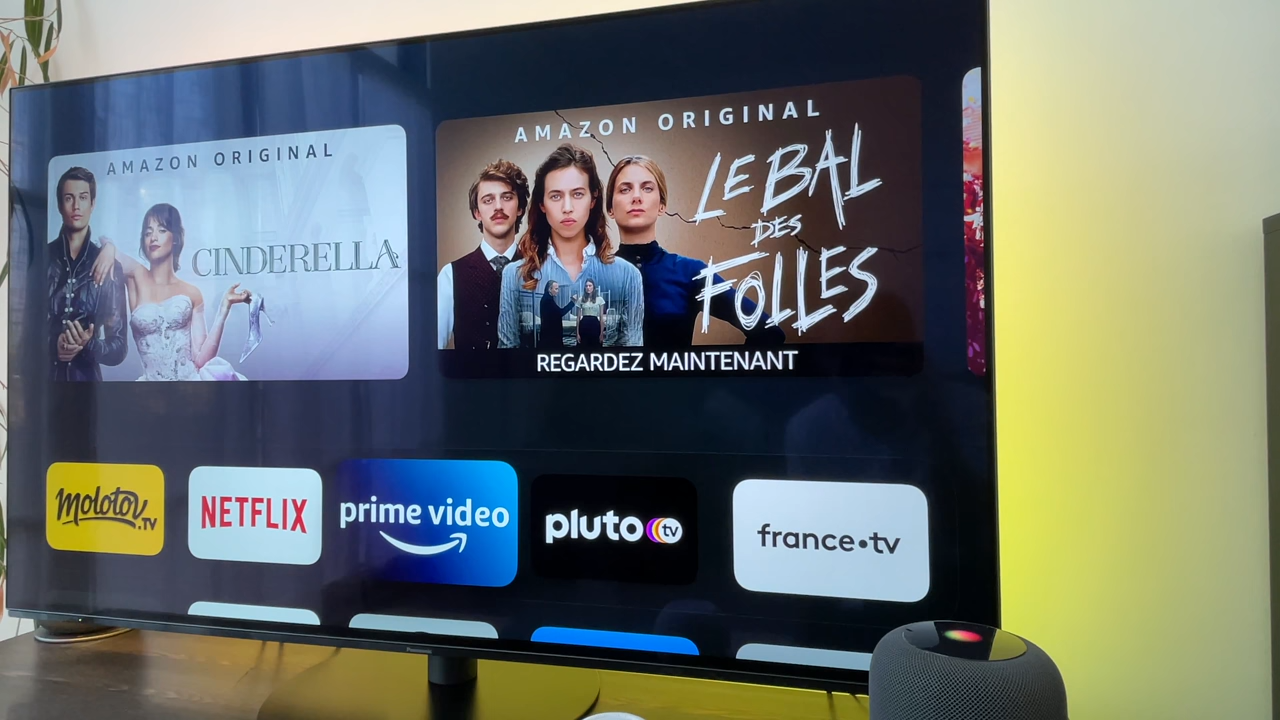 AMAZON ORIGINAL
CINDERELLA
AMAZON ORIGINAL
LE BAL
DES
FOLLES
REGARDEZ MAINTENANT
Molotov.TV
NETFLIX
prime video
pluto tv
france•tv
Panasonic